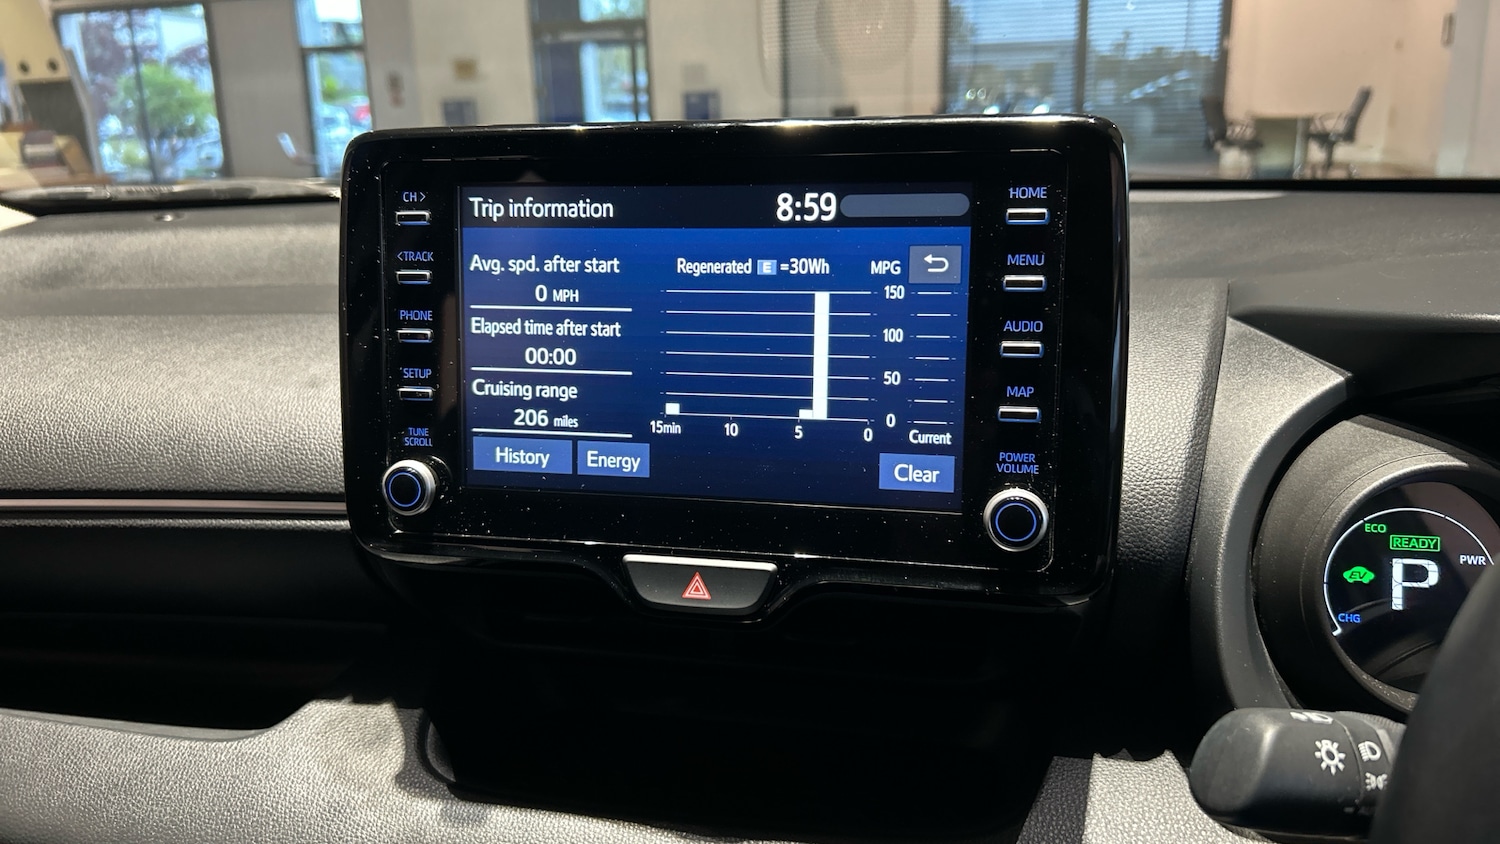 CH >
< TRACK
PHONE
SETUP
TUNE
SCROLL
Trip information
8:59
Avg. spd. after start
0 MPH
Elapsed time after start
00:00
Cruising range
206 miles
History
Energy
Regenerated E =30Wh
MPG
150
100
50
0
15min 10 5 0 Current
Clear
HOME
MENU
AUDIO
MAP
POWER
VOLUME
ECO
READY
EV
P
PWR
CHG